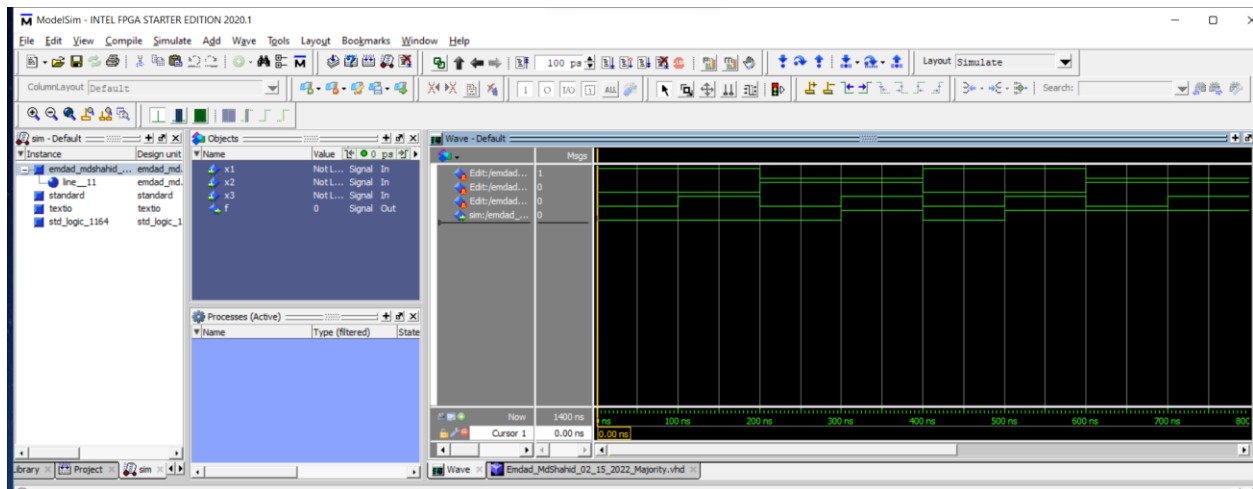 ModelSim - INTEL FPGA STARTER EDITION 2020.1
File Edit View Compile Simulate Add Wave Tools Layout Bookmarks Window Help
100 ps
Layout Simulate
ColumnLayout Default
Search:
sim - Default
Instance Design unit
emdad_mdshahid_... emdad_md.
line__11 emdad_md.
standard standard
textio textio
std_logic_1164 std_logic_1
Objects
Name Value 0 ps
x1 Not L... Signal In
x2 Not L... Signal In
x3 Not L... Signal In
f 0 Signal Out
Processes (Active)
Name Type (filtered) State
Wave - Default
Msgs
Edit:/emdad... 1
Edit:/emdad... 0
Edit:/emdad... 0
sim:/emdad_... 0
Now 1400 ns
ns 100 ns 200 ns 300 ns 400 ns 500 ns 600 ns 700 ns 800
Cursor 1 0.00 ns 0.00 ns
Library Project sim
Wave Emdad_MdShahid_02_15_2022_Majority.vhd